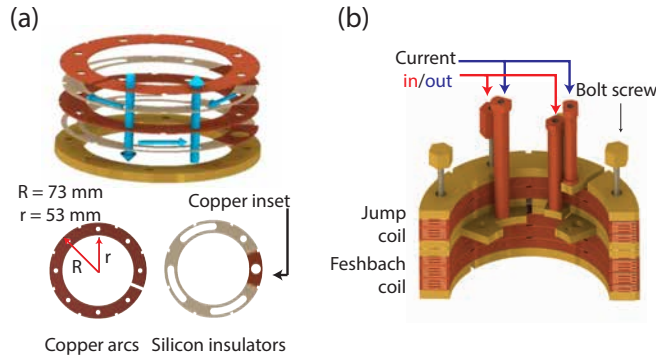 (a)
R = 73 mm
r = 53 mm
R
r
Copper inset
Copper arcs
Silicon insulators
(b)
Current
in/out
Bolt screw
Jump
coil
Feshbach
coil